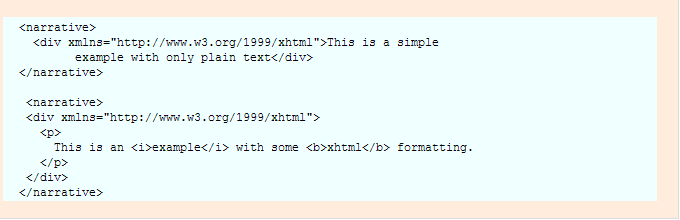 <narrative>
  <div xmlns="http://www.w3.org/1999/xhtml">This is a simple
        example with only plain text</div>
</narrative>

 <narrative>
 <div xmlns="http://www.w3.org/1999/xhtml">
   <p>
     This is an <i>example</i> with some <b>xhtml</b> formatting.
   </p>
 </div>
</narrative>